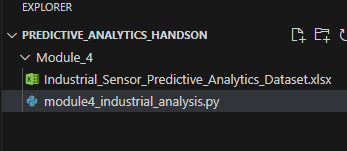 EXPLORER
PREDICTIVE_ANALYTICS_HANDSON
Module_4
Industrial_Sensor_Predictive_Analytics_Dataset.xlsx
module4_industrial_analysis.py